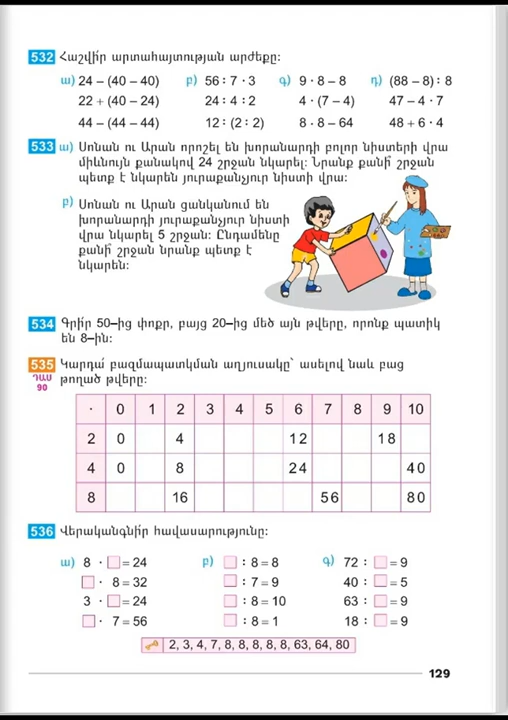 532 Հաշվի՛ր արտահայտության արժեքը։
ա) 24 – (40 – 40) բ) 56 : 7 · 3 գ) 9 · 8 – 8 դ) (88 – 8) : 8
22 + (40 – 24) 24 : 4 : 2 4 · (7 – 4) 47 – 4 · 7
44 – (44 – 44) 12 : (2 : 2) 8 · 8 – 64 48 + 6 · 4
533 ա) Սոնան ու Արան որոշել են խորանարդի բոլոր նիստերի վրա
միևնույն քանակով 24 շրջան նկարել։ Նրանք քանի՞ շրջան
պետք է նկարեն յուրաքանչյուր նիստի վրա։
բ) Սոնան ու Արան ցանկանում են
խորանարդի յուրաքանչյուր նիստի
վրա նկարել 5 շրջան։ Ընդամենը
քանի՞ շրջան նրանք պետք է
նկարեն։
534 Գրի՛ր 50–ից փոքր, բայց 20–ից մեծ այն թվերը, որոնք պատիկ
են 8–ին։
535 Կարդա՛ բազմապատկման աղյուսակը՝ ասելով նաև բաց
ԴԱՍ թողած թվերը։
90
· 0 1 2 3 4 5 6 7 8 9 10
2 0 4 12 18
4 0 8 24 40
8 16 56 80
536 Վերականգնի՛ր հավասարությունը։
ա) 8 · = 24 բ) : 8 = 8 գ) 72 : = 9
· 8 = 32 : 7 = 9 40 : = 5
3 · = 24 : 8 = 10 63 : = 9
· 7 = 56 : 8 = 1 18 : = 9
2, 3, 4, 7, 8, 8, 8, 8, 8, 63, 64, 80
129